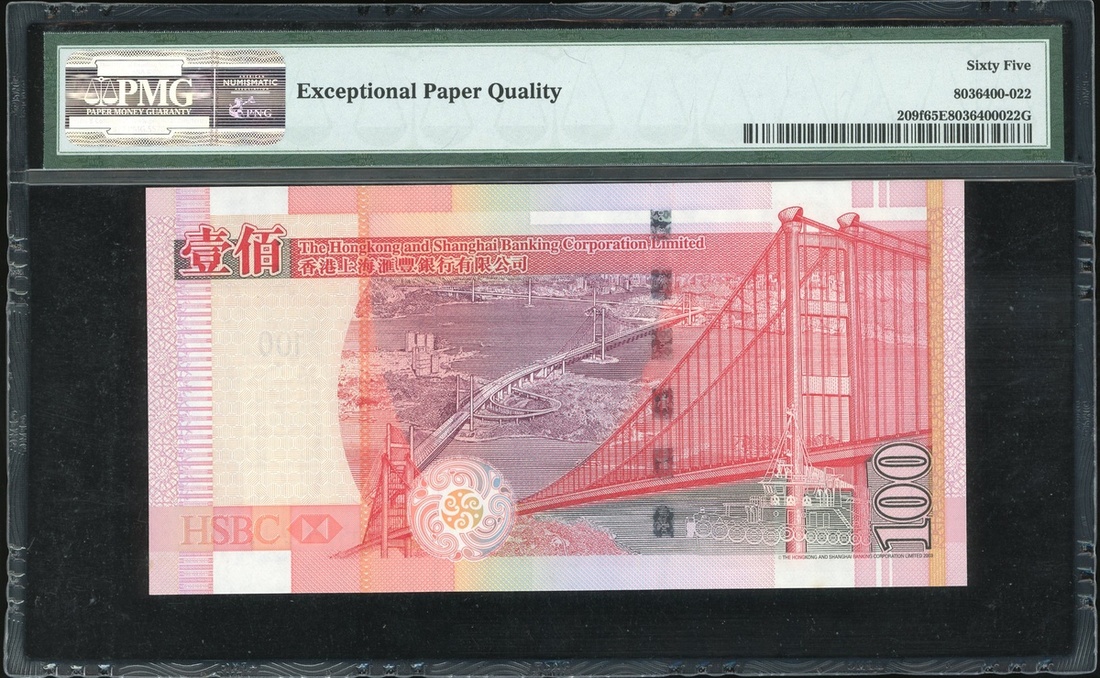 PMG
PAPER MONEY GUARANTY
NUMISMATIC
PNG
Exceptional Paper Quality
Sixty Five
8036400-022
209f65E8036400022G
壹佰
The Hongkong and Shanghai Banking Corporation Limited
香港上海滙豐銀行有限公司
100
HSBC
100
© THE HONGKONG AND SHANGHAI BANKING CORPORATION LIMITED